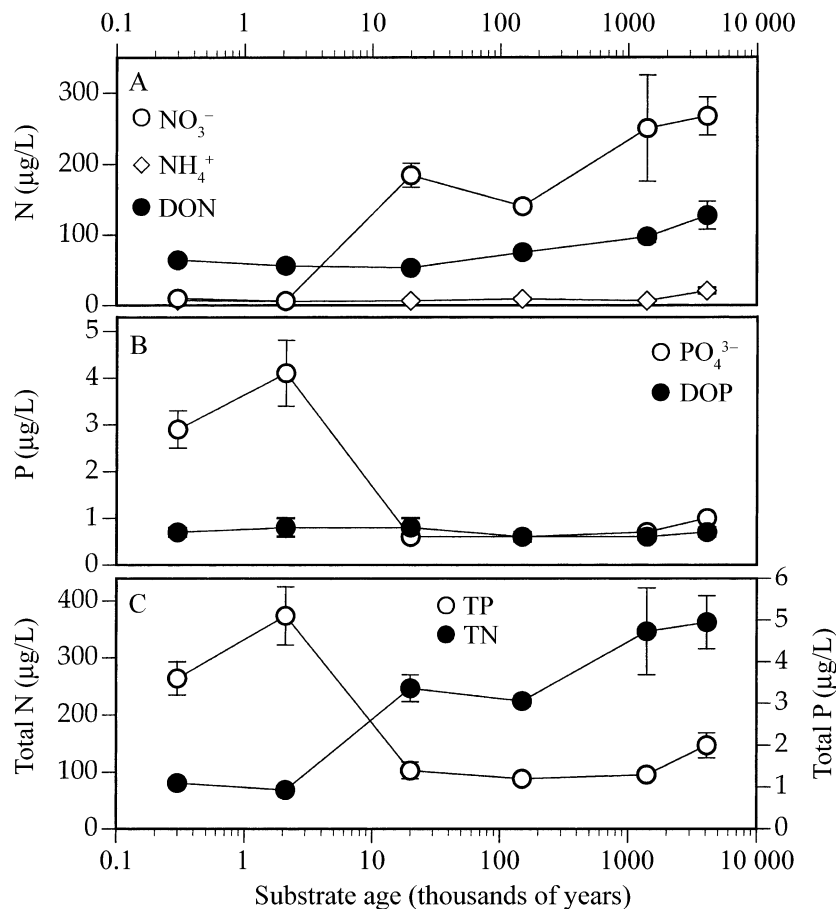 0.1 1 10 100 1000 10 000
A
300
200
100
0
N (µg/L)
NO₃⁻
NH₄⁺
DON
B
5
4
3
2
1
0
P (µg/L)
PO₄³⁻
DOP
C
400
300
200
100
0
Total N (µg/L)
TP
TN
6
5
4
3
2
1
0
Total P (µg/L)
0.1 1 10 100 1000 10 000
Substrate age (thousands of years)